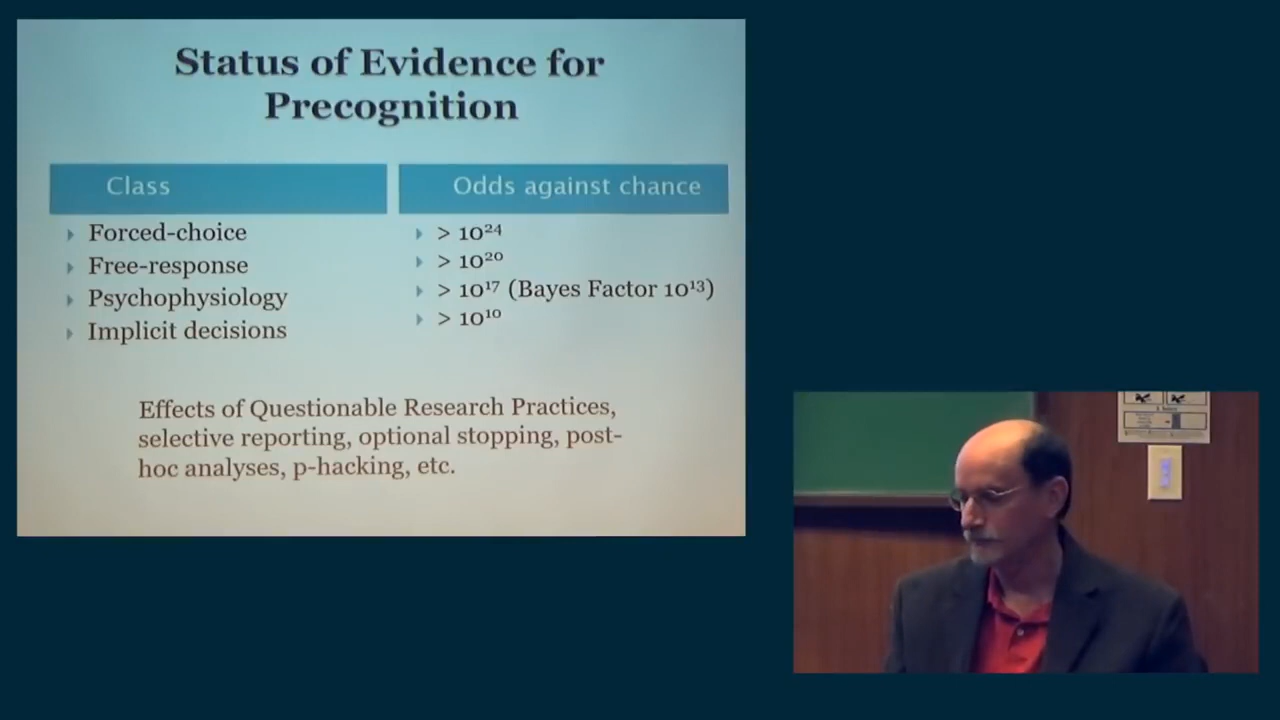 Status of Evidence for
Precognition
Class
Odds against chance
Forced-choice
> 10²⁴
Free-response
> 10²⁰
Psychophysiology
> 10¹⁷ (Bayes Factor 10¹³)
Implicit decisions
> 10¹⁰
Effects of Questionable Research Practices,
selective reporting, optional stopping, post-
hoc analyses, p-hacking, etc.